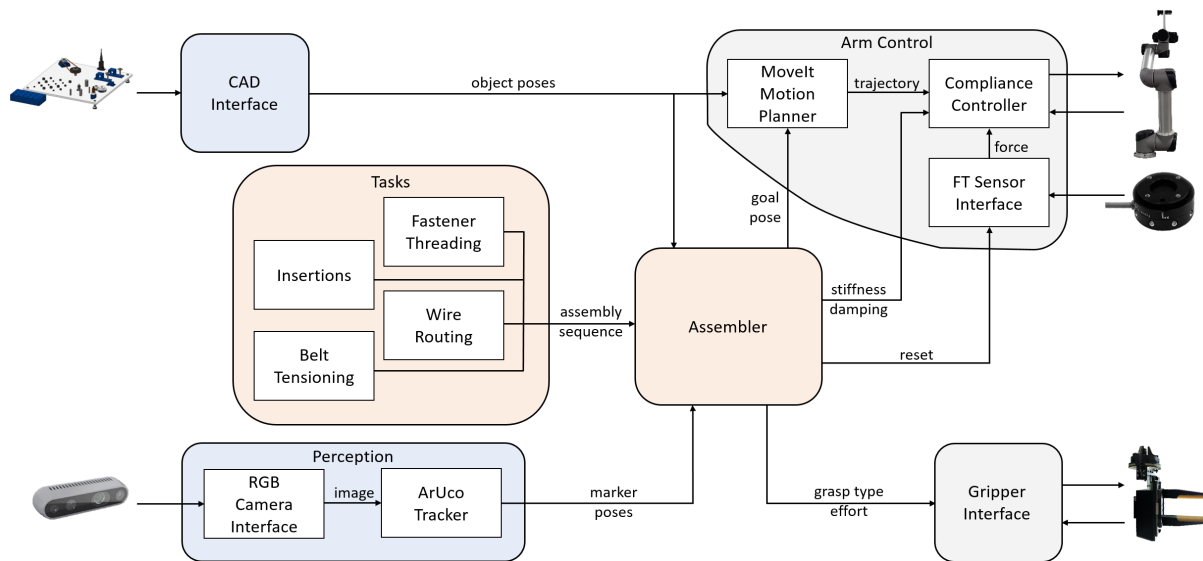 CAD
Interface
object poses
Arm Control
MoveIt
Motion
Planner
trajectory
Compliance
Controller
force
FT Sensor
Interface
goal
pose
Tasks
Fastener
Threading
Insertions
Wire
Routing
Belt
Tensioning
assembly
sequence
Assembler
stiffness
damping
reset
Perception
RGB
Camera
Interface
image
ArUco
Tracker
marker
poses
grasp type
effort
Gripper
Interface